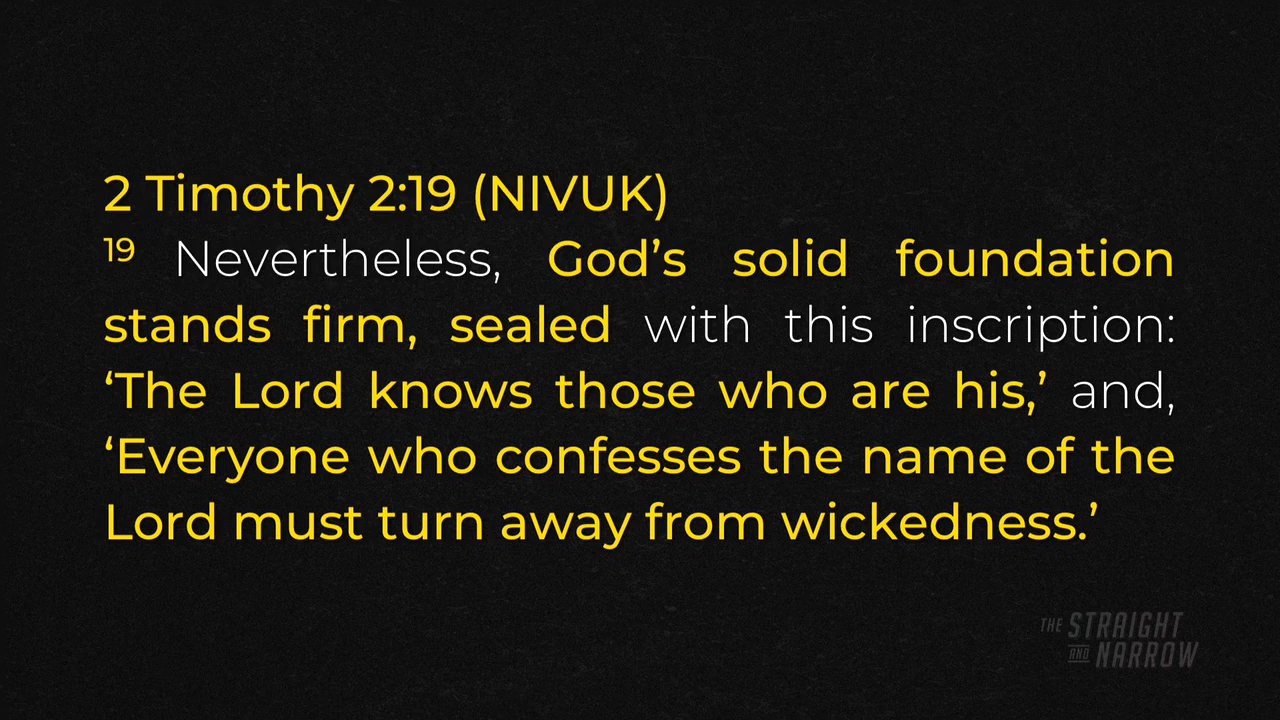 2 Timothy 2:19 (NIVUK)
19 Nevertheless, God’s solid foundation
stands firm, sealed with this inscription:
‘The Lord knows those who are his,’ and,
‘Everyone who confesses the name of the
Lord must turn away from wickedness.’
THE STRAIGHT
AND NARROW